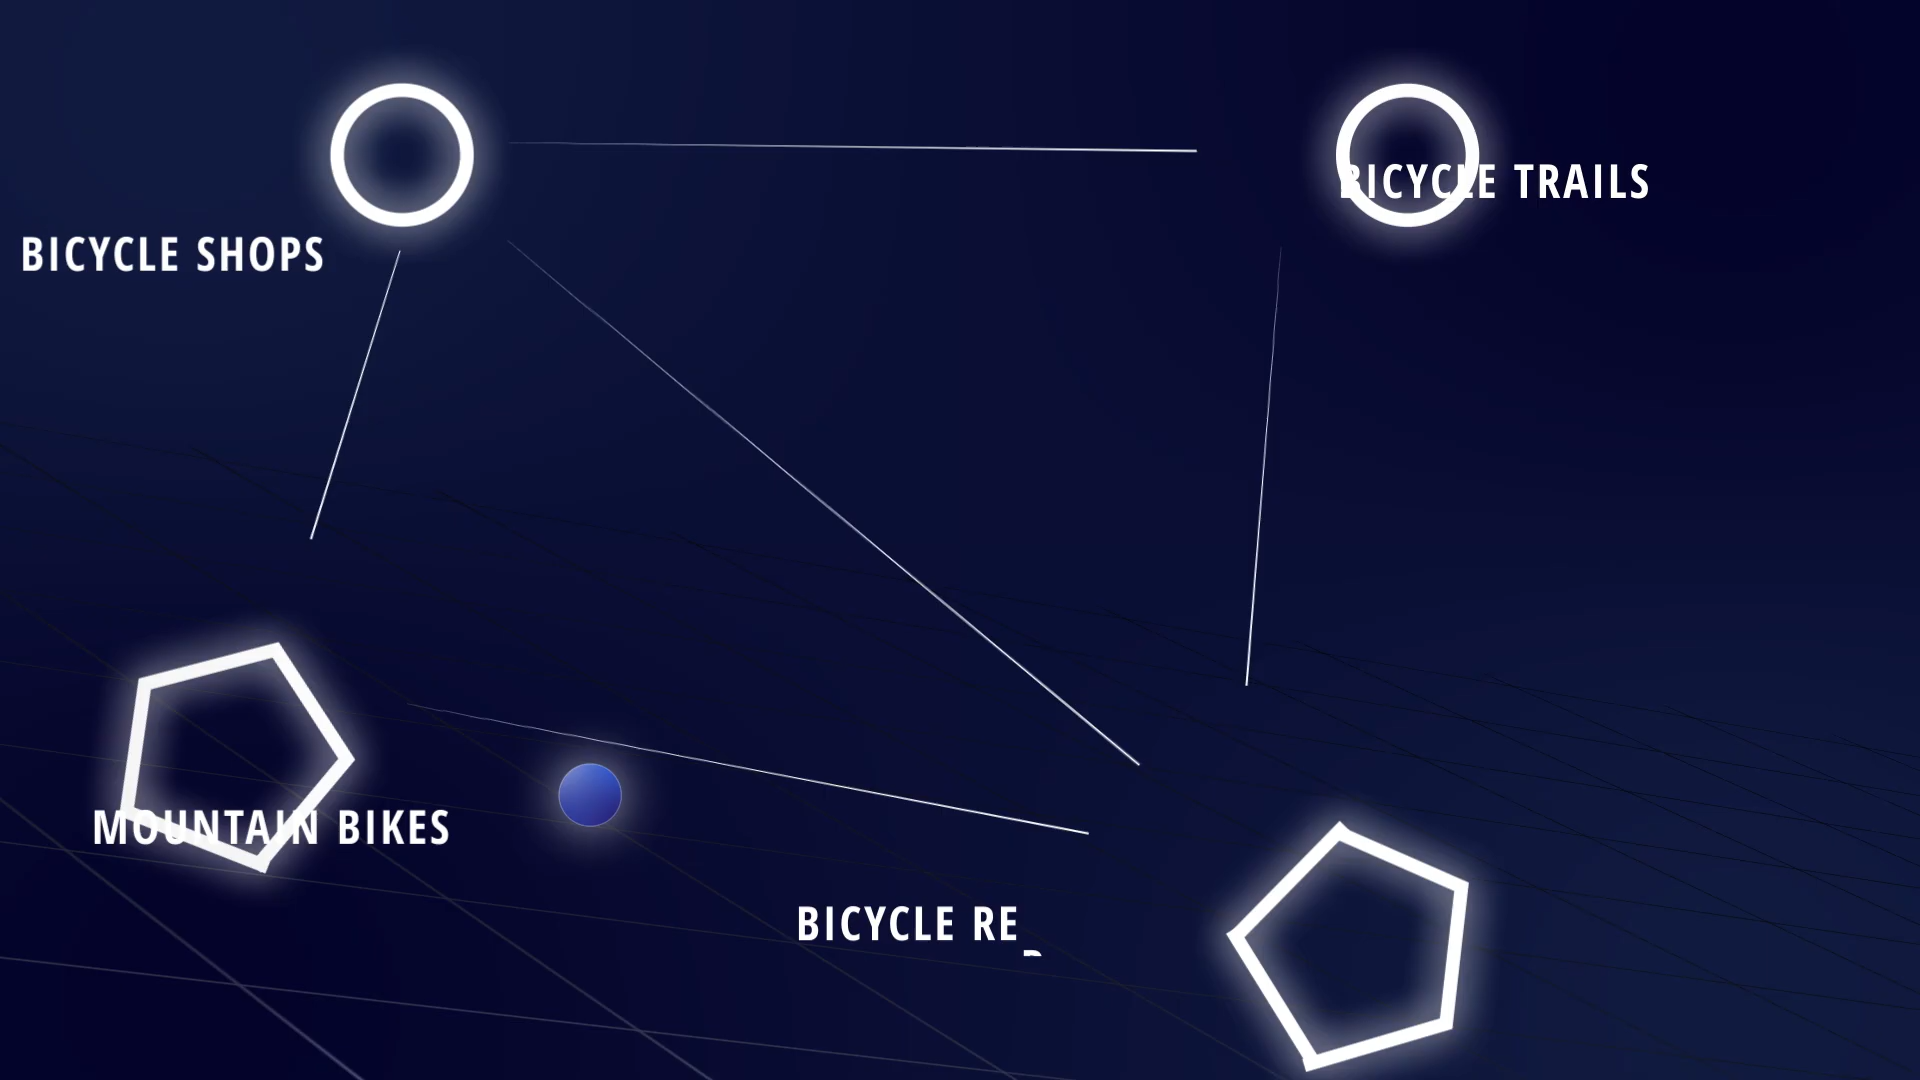 BICYCLE TRAILS
BICYCLE SHOPS
MOUNTAIN BIKES
BICYCLE RE